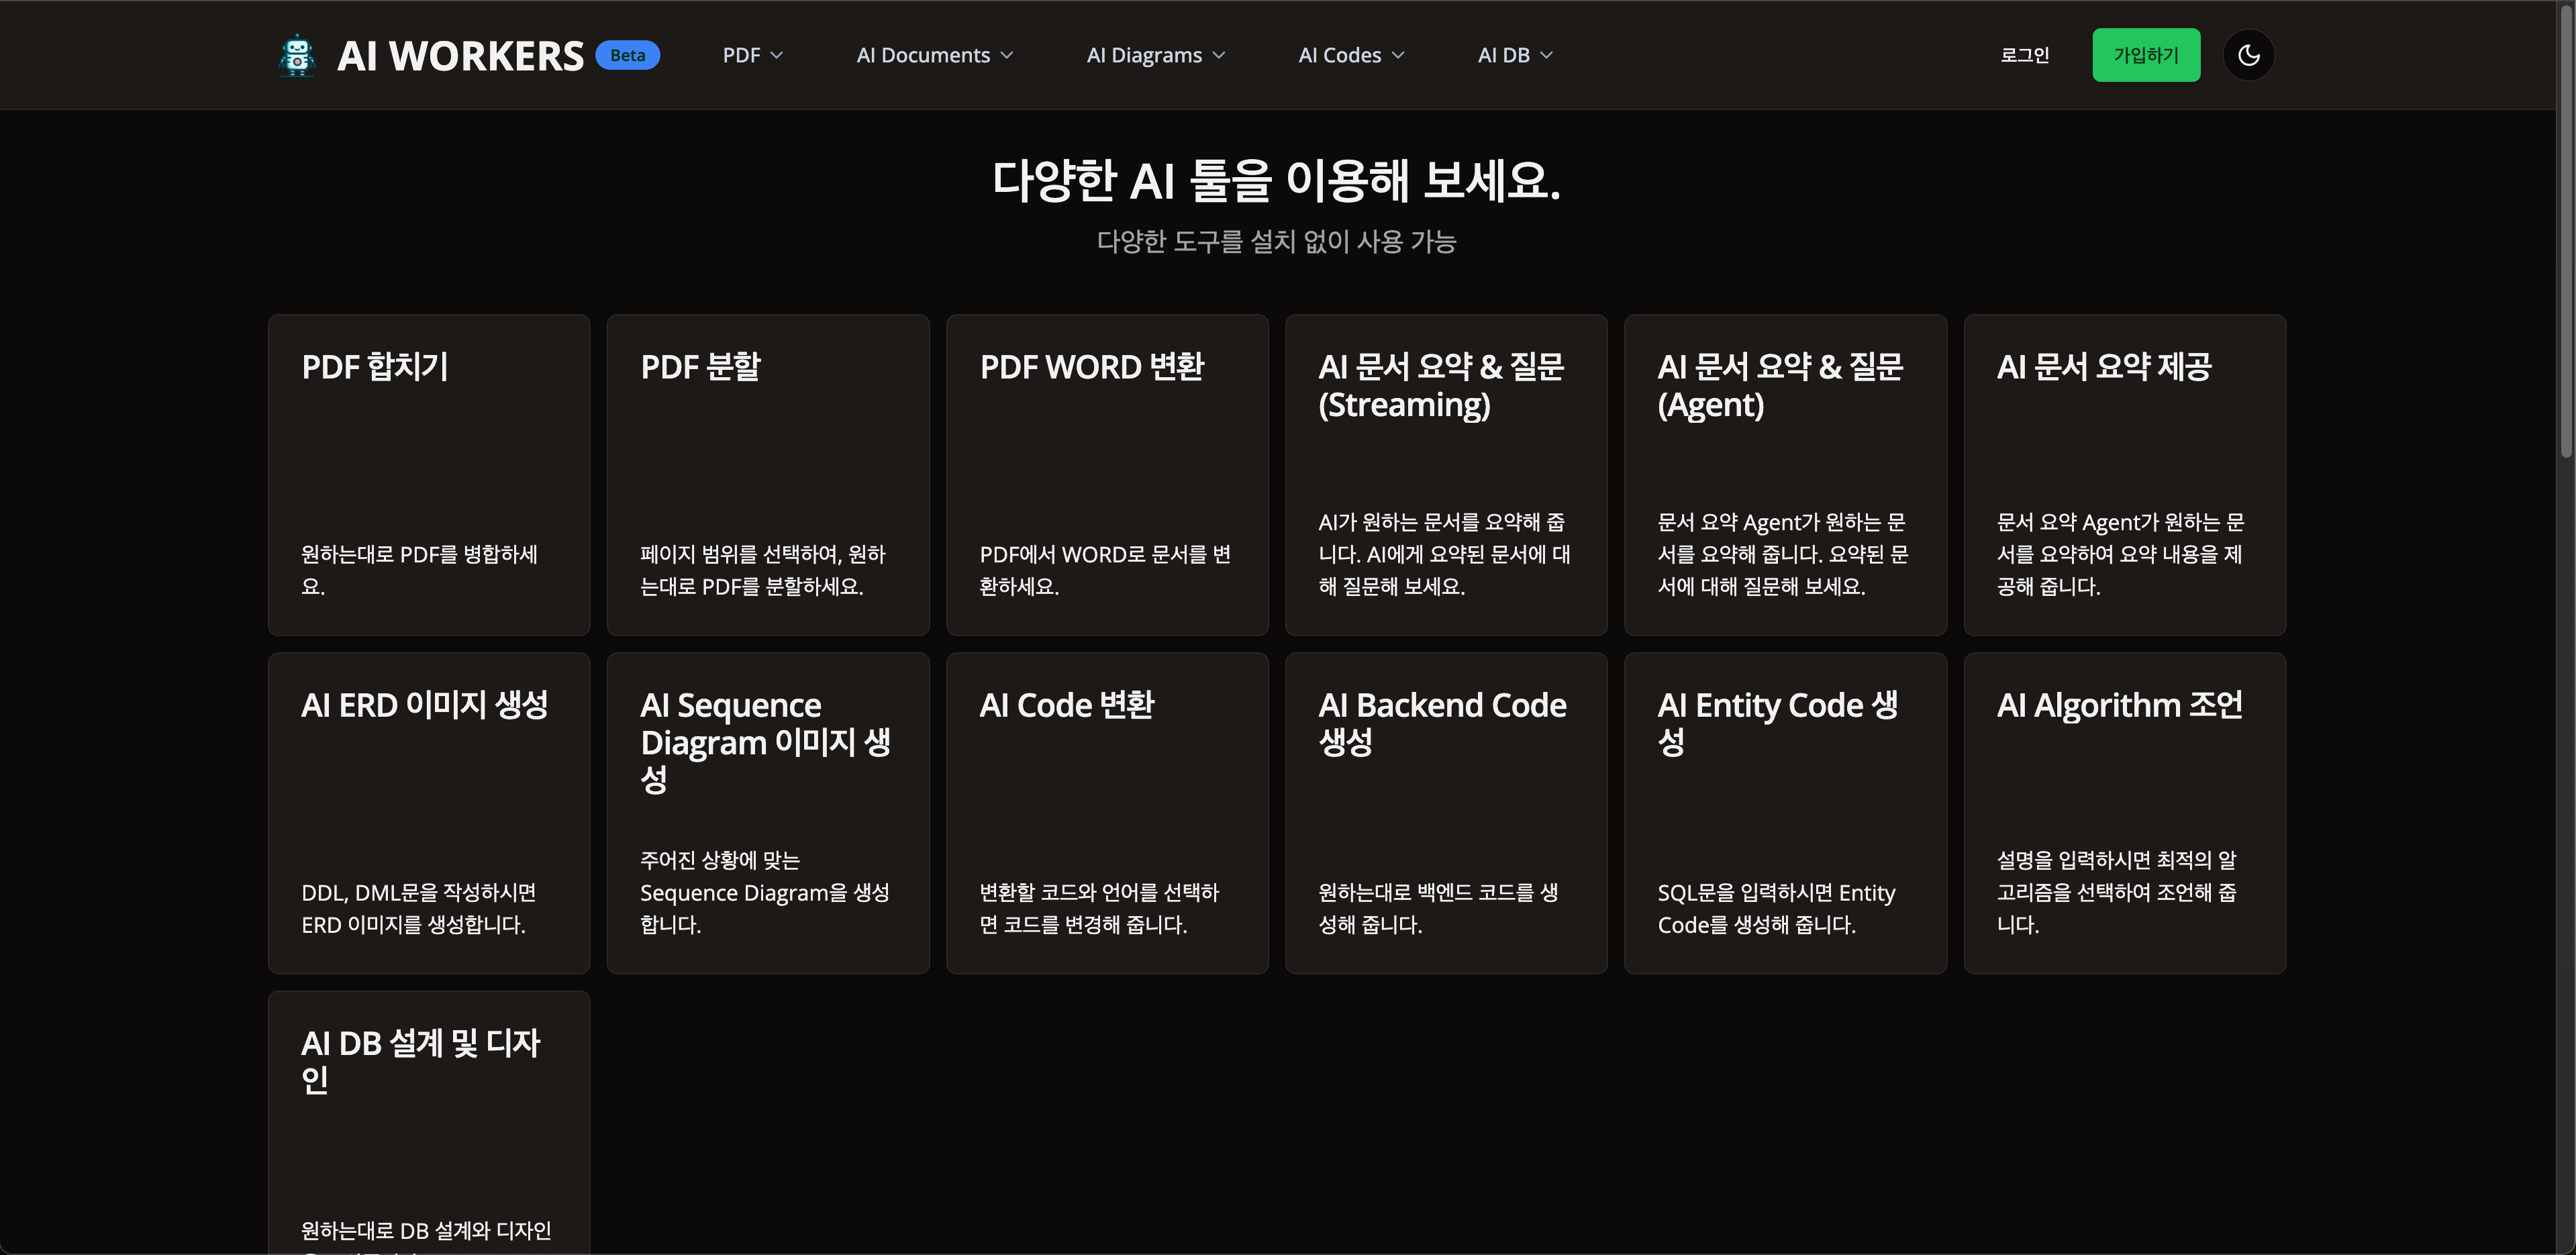 AI WORKERS Beta PDF AI Documents AI Diagrams AI Codes AI DB 로그인 가입하기
다양한 AI 툴을 이용해 보세요.
다양한 도구를 설치 없이 사용 가능
PDF 합치기
원하는대로 PDF를 병합하세
요.
PDF 분할
페이지 범위를 선택하여, 원하
는대로 PDF를 분할하세요.
PDF WORD 변환
PDF에서 WORD로 문서를 변
환하세요.
AI 문서 요약 & 질문
(Streaming)
AI가 원하는 문서를 요약해 줍
니다. AI에게 요약된 문서에 대
해 질문해 보세요.
AI 문서 요약 & 질문
(Agent)
문서 요약 Agent가 원하는 문
서를 요약해 줍니다. 요약된 문
서에 대해 질문해 보세요.
AI 문서 요약 제공
문서 요약 Agent가 원하는 문
서를 요약하여 요약 내용을 제
공해 줍니다.
AI ERD 이미지 생성
DDL, DML문을 작성하시면
ERD 이미지를 생성합니다.
AI Sequence
Diagram 이미지 생
성
주어진 상황에 맞는
Sequence Diagram을 생성
합니다.
AI Code 변환
변환할 코드와 언어를 선택하
면 코드를 변경해 줍니다.
AI Backend Code
생성
원하는대로 백엔드 코드를 생
성해 줍니다.
AI Entity Code 생
성
SQL문을 입력하시면 Entity
Code를 생성해 줍니다.
AI Algorithm 조언
설명을 입력하시면 최적의 알
고리즘을 선택하여 조언해 줍
니다.
AI DB 설계 및 디자
인
원하는대로 DB 설계와 디자인